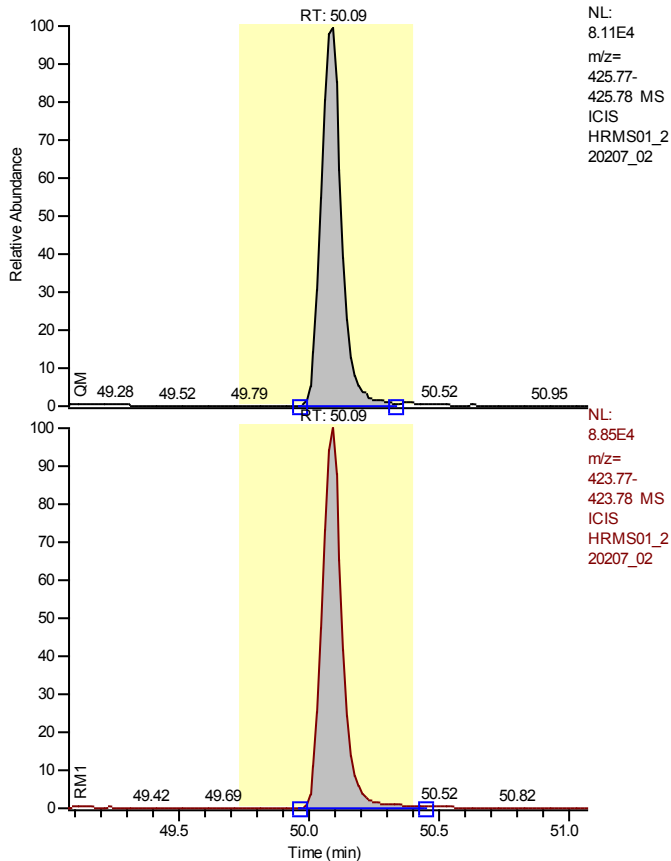 RT: 50.09
NL:
8.11E4
m/z=
425.77-
425.78 MS
ICIS
HRMS01_2
20207_02
100
90
80
70
60
50
40
30
20
10
0
Relative Abundance
QM
49.28 49.52 49.79 50.52 50.95
RT: 50.09
NL:
8.85E4
m/z=
423.77-
423.78 MS
ICIS
HRMS01_2
20207_02
100
90
80
70
60
50
40
30
20
10
0
RM1
49.42 49.69 50.52 50.82
49.5 50.0 50.5 51.0
Time (min)